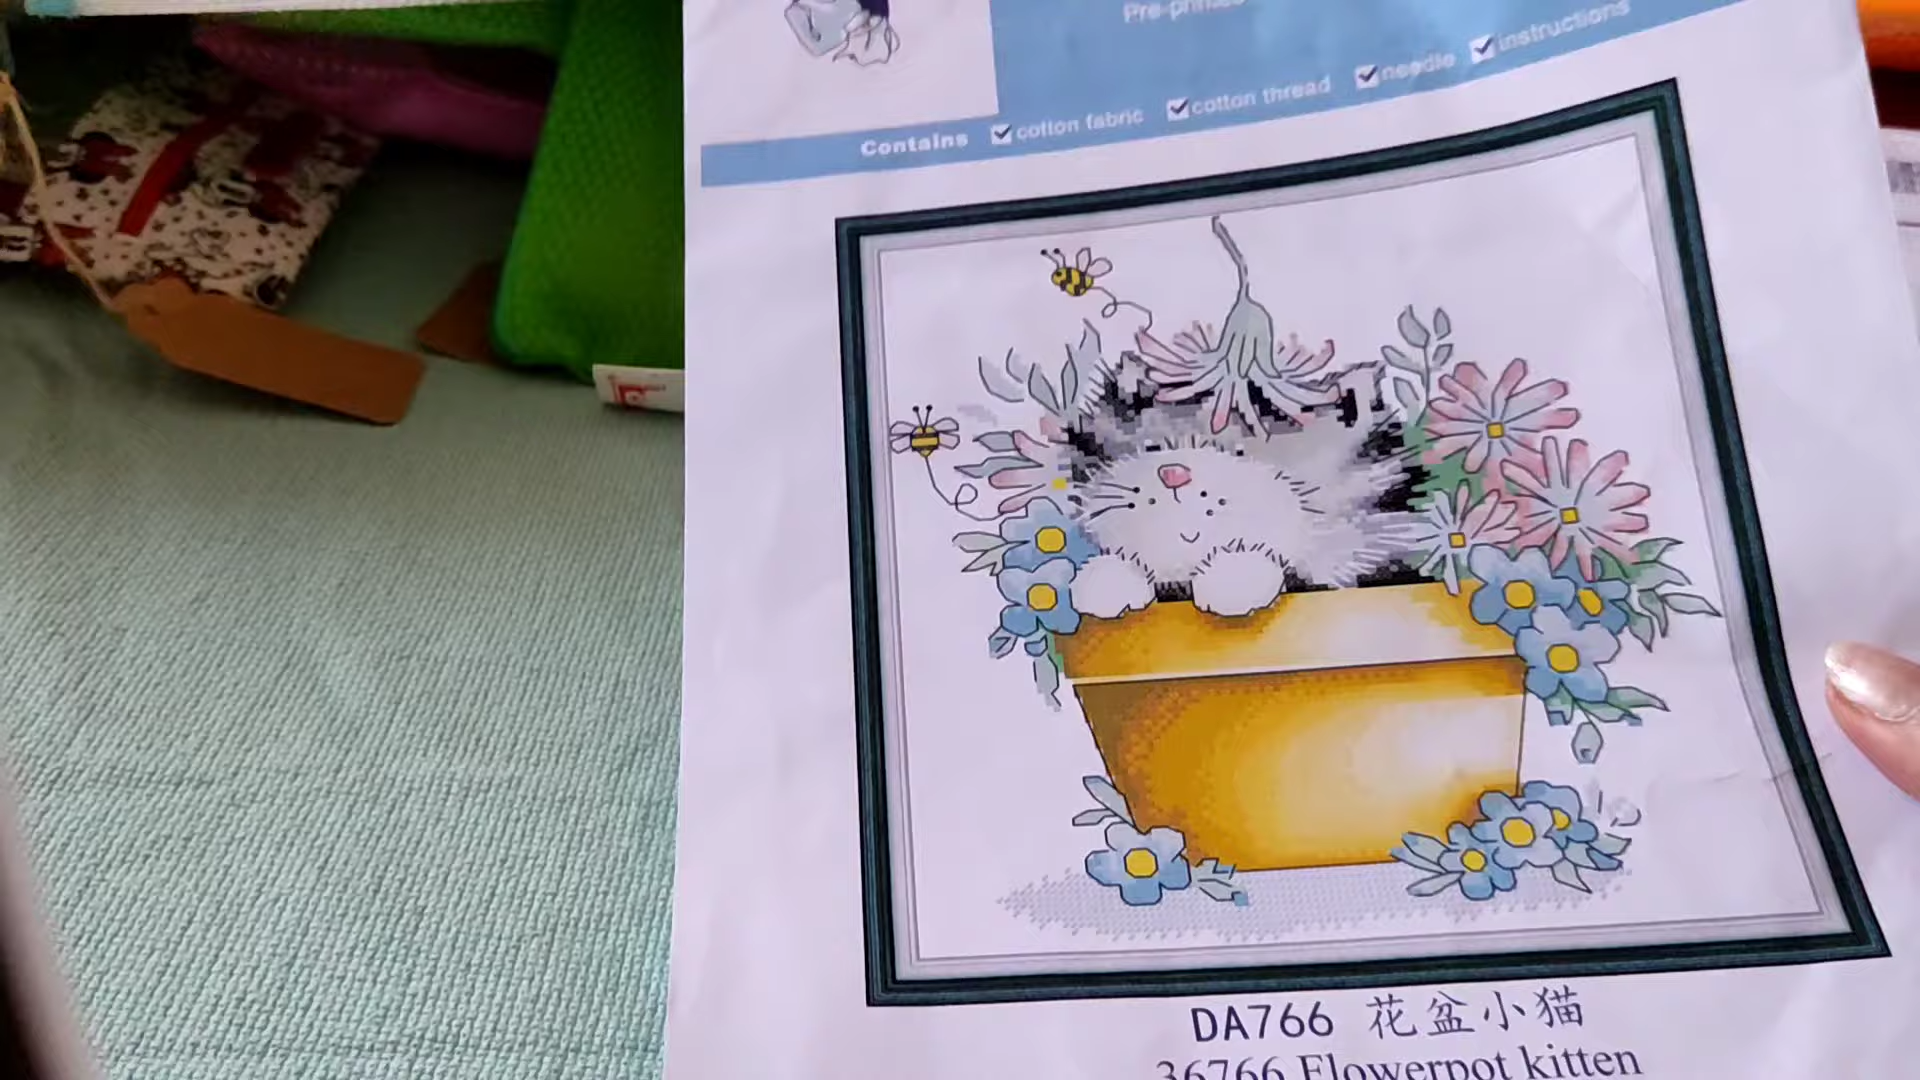 Contains ☑cotton fabric ☑cotton thread ☑needle ☑instructions
DA766 花盆小猫
36766 Flowerpot kitten